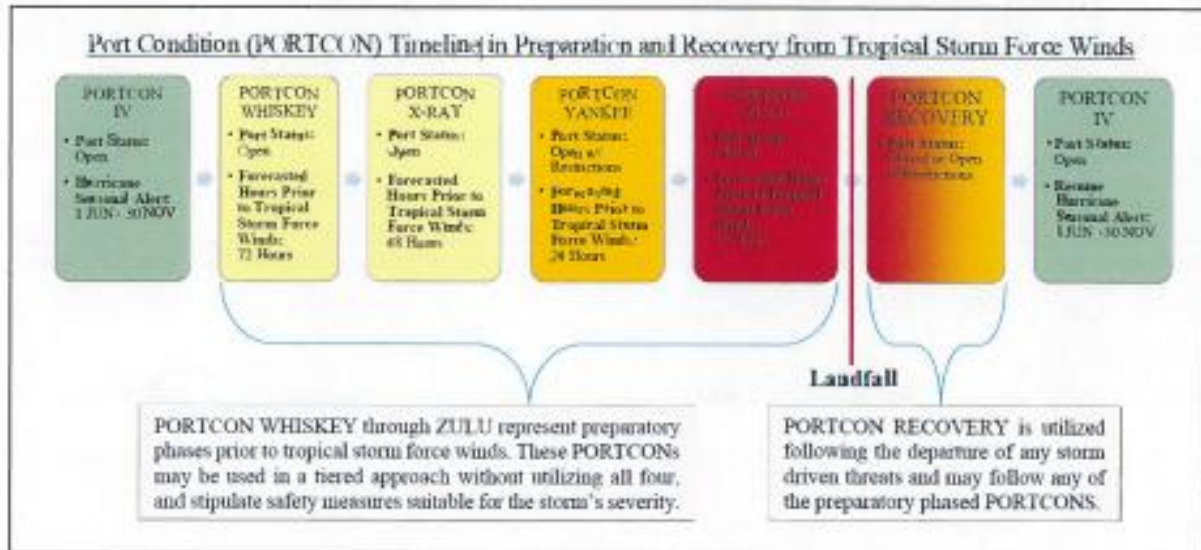 Port Condition (PORTCON) Timeline in Preparation and Recovery from Tropical Storm Force Winds
PORTCON
IV
• Port Status:
Open
• Hurricane
Seasonal Alert:
1 JUN - 30 NOV
PORTCON
WHISKEY
• Port Status:
Open
• Forecasted
Hours Prior
to Tropical
Storm Force
Winds:
72 Hours
PORTCON
X-RAY
• Port Status:
Open
• Forecasted
Hours Prior to
Tropical Storm
Force Winds:
48 Hours
PORTCON
YANKEE
• Port Status:
Open w/
Restrictions
• Hours Prior to
Tropical Storm
Force Winds:
24 Hours
PORTCON
RECOVERY
Port Status:
Open
Restrictions
PORTCON
IV
• Port Status:
Open
• Resume
Hurricane
Seasonal Alert:
1 JUN - 30 NOV
Landfall
PORTCON WHISKEY through ZULU represent preparatory
phases prior to tropical storm force winds. These PORTCONs
may be used in a tiered approach without utilizing all four,
and stipulate safety measures suitable for the storm's severity.
PORTCON RECOVERY is utilized
following the departure of any storm
driven threats and may follow any of
the preparatory phased PORTCONS.